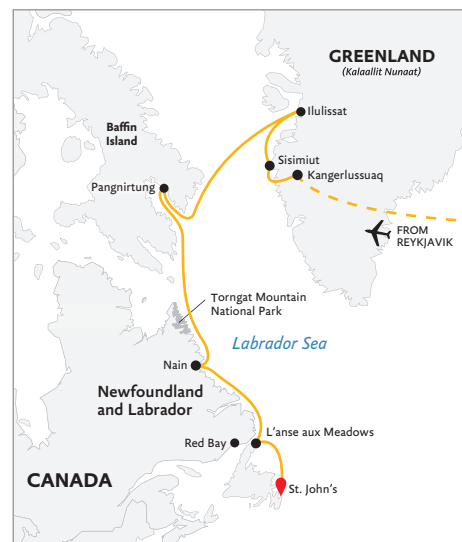 GREENLAND
(Kalaallit Nunaat)
Ilulissat
Baffin
Island
Sisimiut
Kangerlussuaq
Pangnirtung
FROM
REYKJAVIK
Torngat Mountain
National Park
Labrador Sea
Nain
Newfoundland
and Labrador
L'anse aux Meadows
Red Bay
CANADA
St. John's